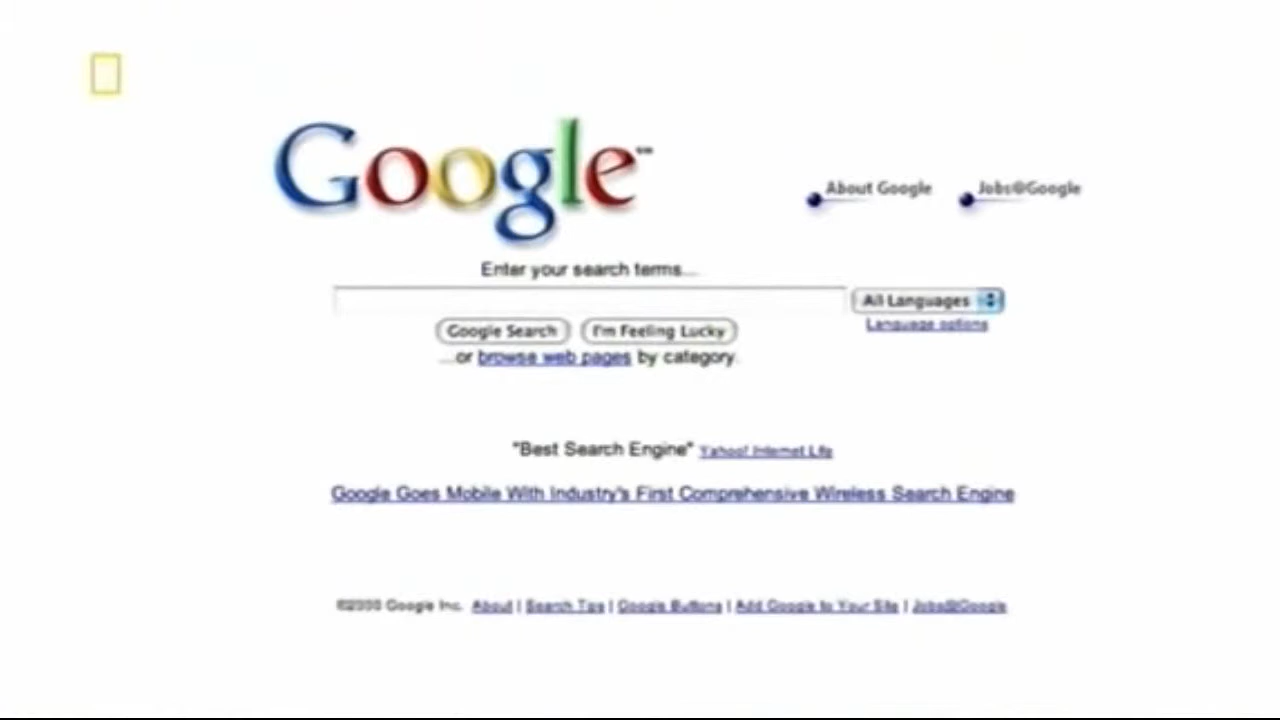 Google
About Google
Jobs@Google
Enter your search terms...
All Languages
Language options
Google Search
I'm Feeling Lucky
...or browse web pages by category.
"Best Search Engine" Yahoo! Internet Life
Google Goes Mobile With Industry's First Comprehensive Wireless Search Engine
©2000 Google Inc. About | Search Tips | Google Buttons | Add Google to Your Site | Jobs@Google